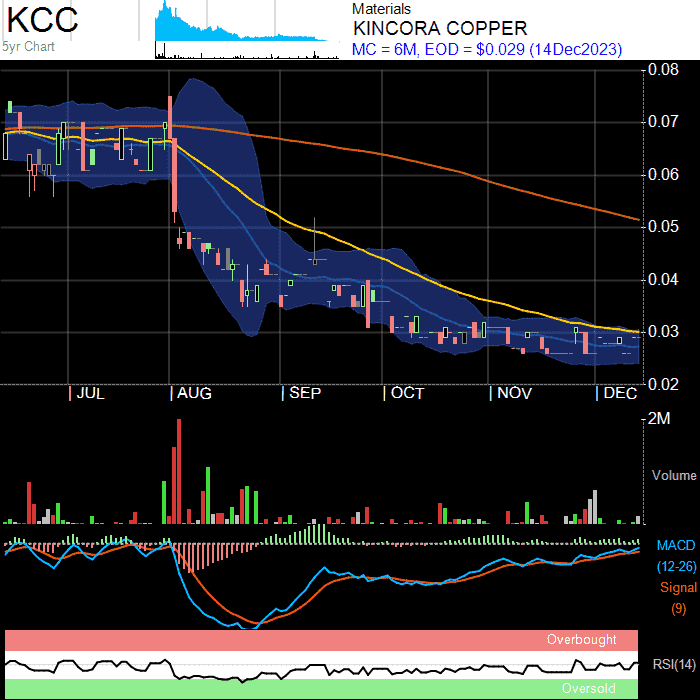 KCC
5yr Chart
Materials
KINCORA COPPER
MC = 6M, EOD = $0.029 (14Dec2023)
0.08
0.07
0.06
0.05
0.04
0.03
0.02
JUL AUG SEP OCT NOV DEC
2M
Volume
MACD
(12-26)
Signal
(9)
Overbought
RSI(14)
Oversold